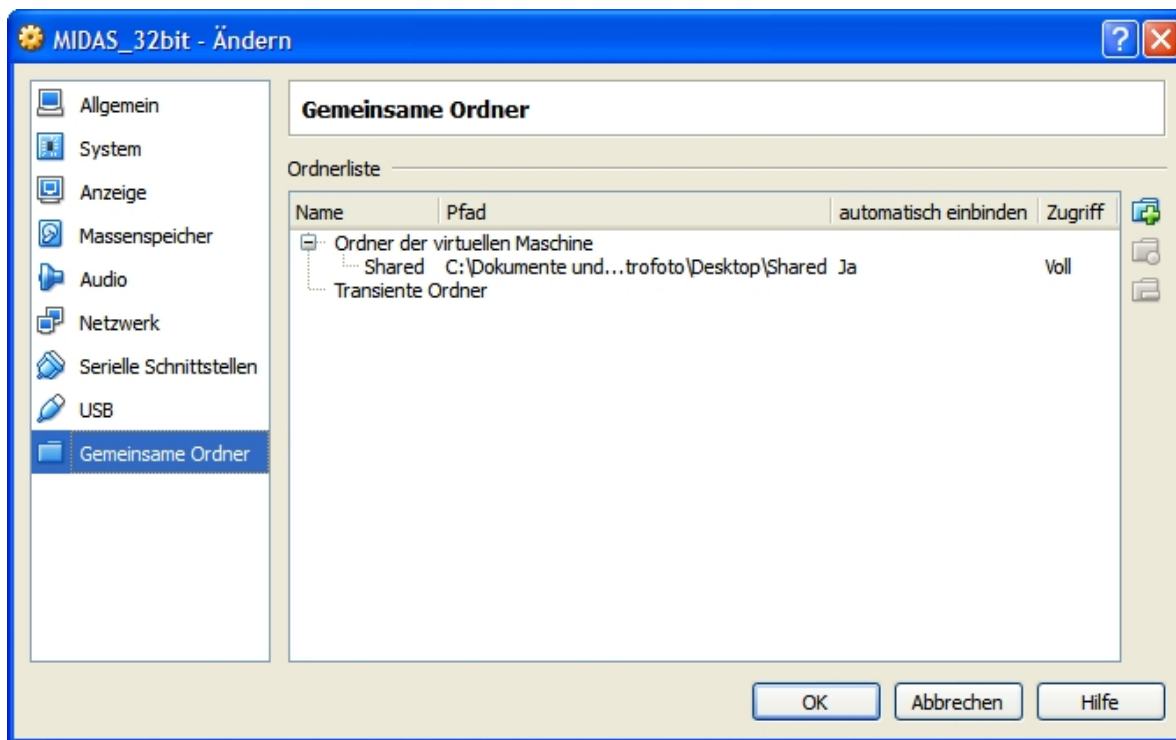 MIDAS_32bit - Ändern
Allgemein
System
Anzeige
Massenspeicher
Audio
Netzwerk
Serielle Schnittstellen
USB
Gemeinsame Ordner
Gemeinsame Ordner
Ordnerliste
Name Pfad automatisch einbinden Zugriff
Ordner der virtuellen Maschine
Shared C:\Dokumente und...trofoto\Desktop\Shared Ja Voll
Transiente Ordner
OK Abbrechen Hilfe